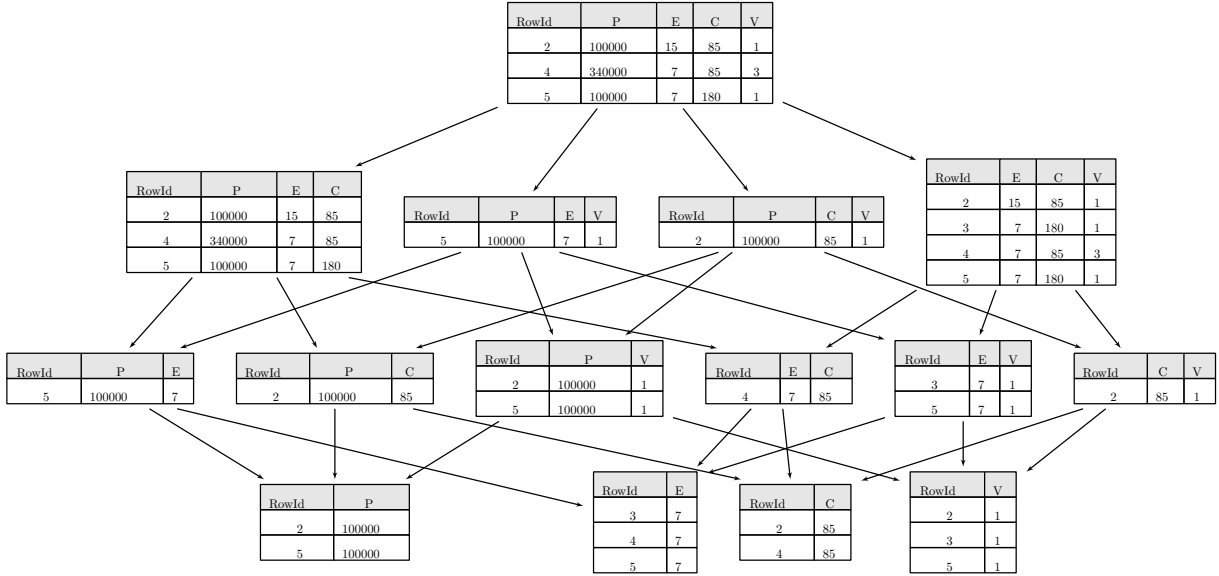 RowId P E C V
2 100000 15 85 1
4 340000 7 85 3
5 100000 7 180 1
RowId P E C
2 100000 15 85
4 340000 7 85
5 100000 7 180
RowId P E V
5 100000 7 1
RowId P C V
2 100000 85 1
RowId E C V
2 15 85 1
3 7 180 1
4 7 85 3
5 7 180 1
RowId P E
5 100000 7
RowId P C
2 100000 85
RowId P V
2 100000 1
5 100000 1
RowId E C
4 7 85
RowId E V
3 7 1
5 7 1
RowId C V
2 85 1
RowId P
2 100000
5 100000
RowId E
3 7
4 7
5 7
RowId C
2 85
4 85
RowId V
2 1
3 1
5 1